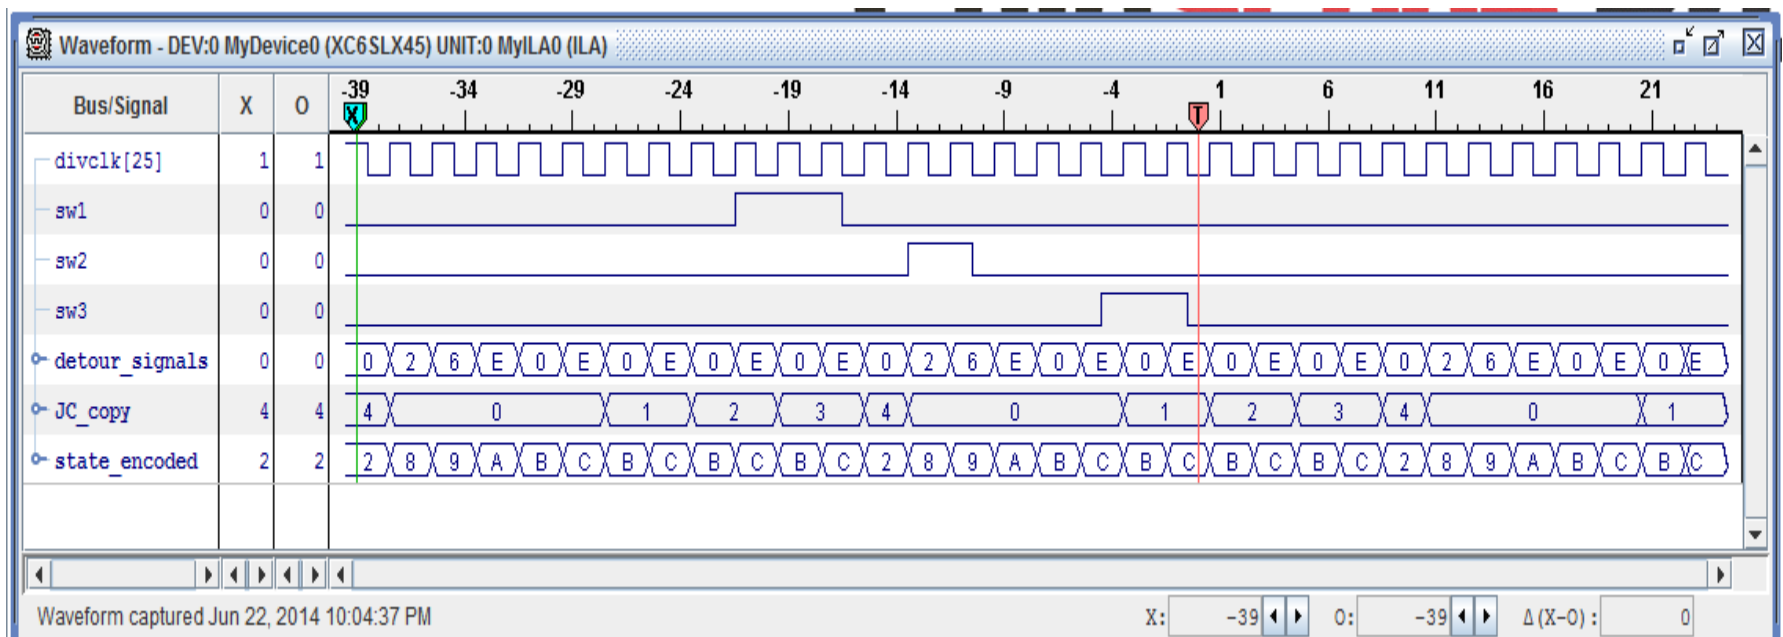 Waveform - DEV:0 MyDevice0 (XC6SLX45) UNIT:0 MyILA0 (ILA)
Bus/Signal X O -39 -34 -29 -24 -19 -14 -9 -4 1 6 11 16 21
X T
divclk[25] 1 1
sw1 0 0
sw2 0 0
sw3 0 0
detour_signals 0 0 0 2 6 E 0 E 0 E 0 E 0 E 0 2 6 E 0 E 0 E 0 E 0 E 0 2 6 E 0 E 0 E
JC_copy 4 4 4 0 1 2 3 4 0 1 2 3 4 0 1
state_encoded 2 2 2 8 9 A B C B C B C B C 2 8 9 A B C B C B C B C 2 8 9 A B C B C
Waveform captured Jun 22, 2014 10:04:37 PM X: -39 O: -39 Δ(X-O) : 0